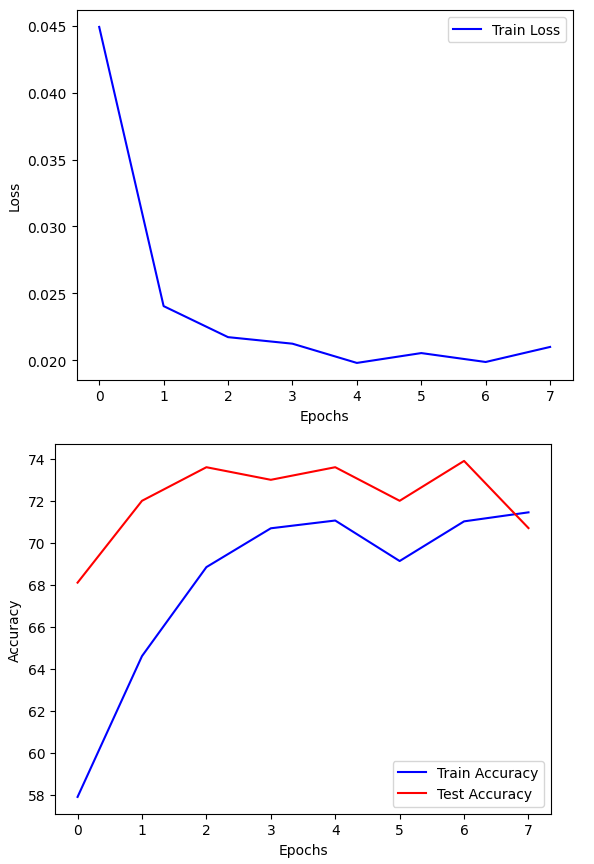 Train Loss
0.045
0.040
0.035
0.030
0.025
0.020
Loss
0 1 2 3 4 5 6 7
Epochs
74
72
70
68
66
64
62
60
58
Accuracy
Train Accuracy
Test Accuracy
0 1 2 3 4 5 6 7
Epochs